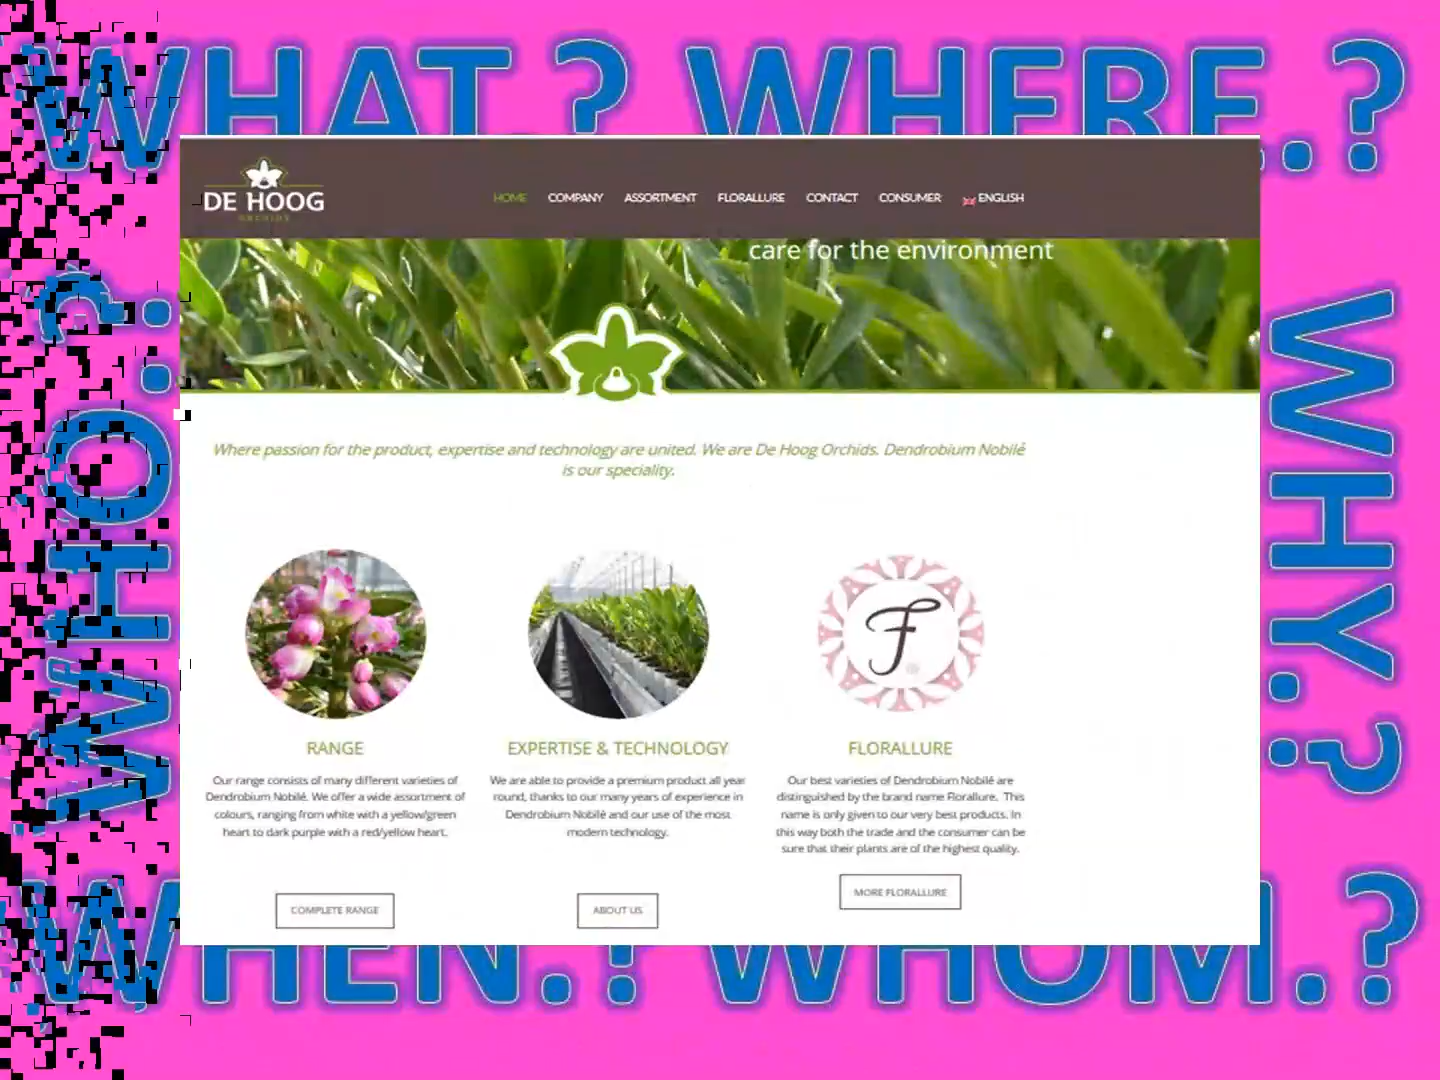 WHAT.? WHERE.?
WHO.?
WHY.?
WHEN.? WHOM.?
DE HOOG
ORCHIDS
HOME COMPANY ASSORTMENT FLORALLURE CONTACT CONSUMER ENGLISH
care for the environment
Where passion for the product, expertise and technology are united. We are De Hoog Orchids. Dendrobium Nobilé
is our speciality.
F
RANGE
Our range consists of many different varieties of
Dendrobium Nobilé. We offer a wide assortment of
colours, ranging from white with a yellow/green
heart to dark purple with a red/yellow heart.
COMPLETE RANGE
EXPERTISE & TECHNOLOGY
We are able to provide a premium product all year
round, thanks to our many years of experience in
Dendrobium Nobilé and our use of the most
modern technology.
ABOUT US
FLORALLURE
Our best varieties of Dendrobium Nobilé are
distinguished by the brand name Florallure. This
name is only given to our very best products. In
this way both the trade and the consumer can be
sure that their plants are of the highest quality.
MORE FLORALLURE